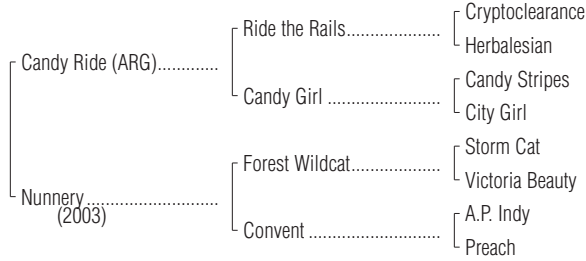 Cryptoclearance
Ride the Rails
Herbalesian
Candy Ride (ARG)
Candy Stripes
Candy Girl
City Girl
Storm Cat
Forest Wildcat
Victoria Beauty
Nunnery
(2003)
A.P. Indy
Convent
Preach